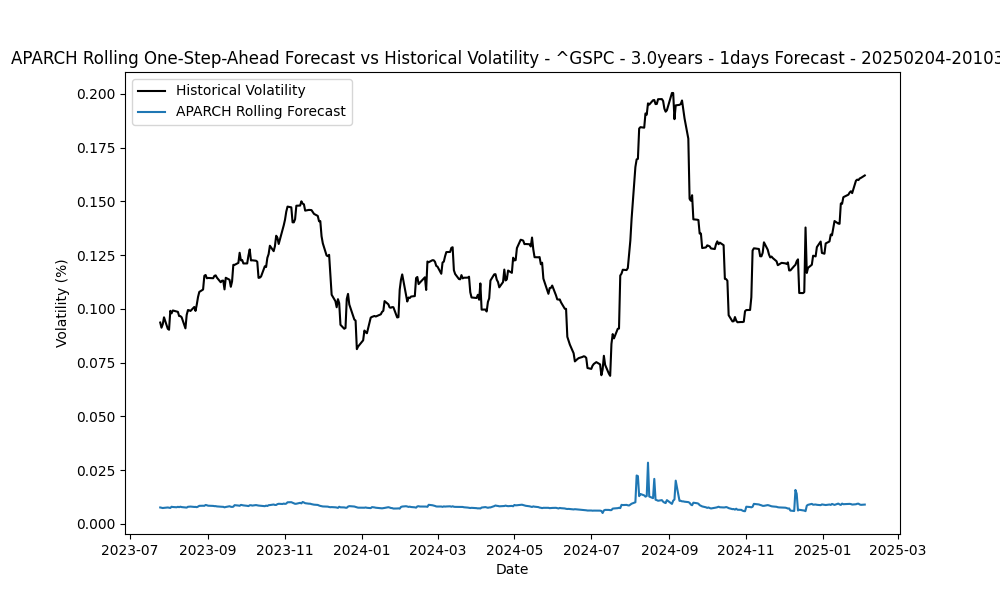 APARCH Rolling One-Step-Ahead Forecast vs Historical Volatility - ^GSPC - 3.0years - 1days Forecast - 20250204-20103
Historical Volatility
APARCH Rolling Forecast
Volatility (%)
0.200
0.175
0.150
0.125
0.100
0.075
0.050
0.025
0.000
2023-07 2023-09 2023-11 2024-01 2024-03 2024-05 2024-07 2024-09 2024-11 2025-01 2025-03
Date